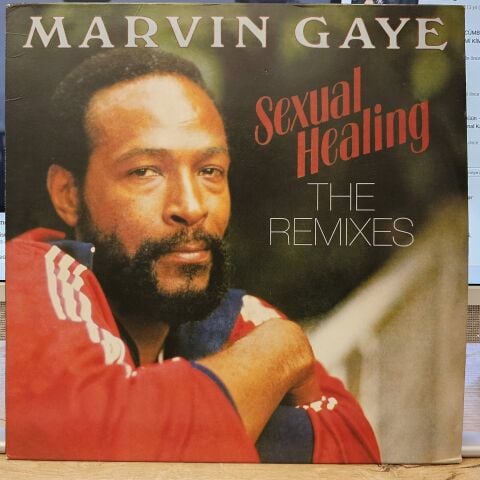 MARVIN GAYE
Sexual
Healing
THE
REMIXES